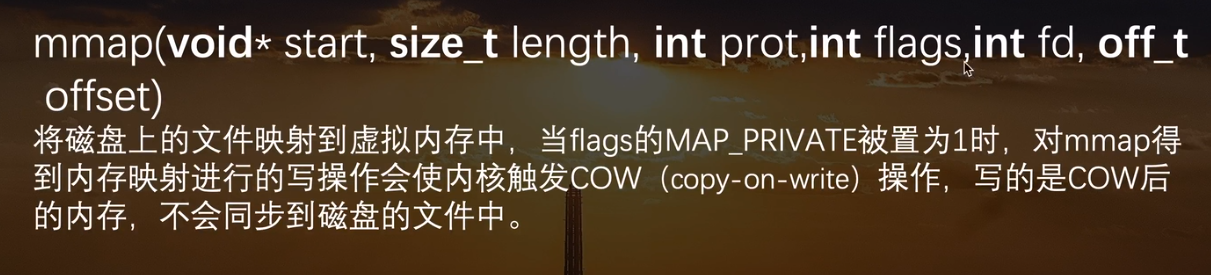 mmap(void* start, size_t length, int prot,int flags,int fd, off_t
offset)
将磁盘上的文件映射到虚拟内存中，当flags的MAP_PRIVATE被置为1时，对mmap得
到内存映射进行的写操作会使内核触发COW（copy-on-write）操作，写的是COW后
的内存，不会同步到磁盘的文件中。